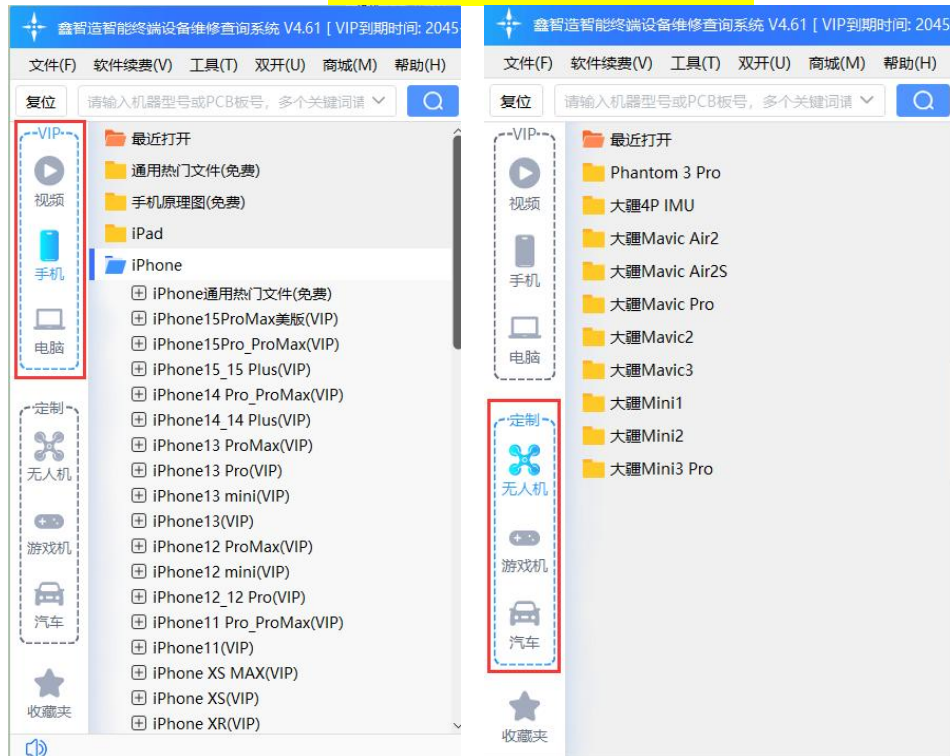 鑫智造智能终端设备维修查询系统 V4.61 [ VIP到期时间: 2045
文件(F) 软件续费(V) 工具(T) 双开(U) 商城(M) 帮助(H)
复位 请输入机器型号或PCB板号，多个关键词请
VIP
视频
手机
电脑
定制
无人机
游戏机
汽车
收藏夹
最近打开
通用热门文件(免费)
手机原理图(免费)
iPad
iPhone
iPhone通用热门文件(免费)
iPhone15ProMax美版(VIP)
iPhone15Pro_ProMax(VIP)
iPhone15_15 Plus(VIP)
iPhone14 Pro_ProMax(VIP)
iPhone14_14 Plus(VIP)
iPhone13 ProMax(VIP)
iPhone13 Pro(VIP)
iPhone13 mini(VIP)
iPhone13(VIP)
iPhone12 ProMax(VIP)
iPhone12 mini(VIP)
iPhone12_12 Pro(VIP)
iPhone11 Pro_ProMax(VIP)
iPhone11(VIP)
iPhone XS MAX(VIP)
iPhone XS(VIP)
iPhone XR(VIP)
鑫智造智能终端设备维修查询系统 V4.61 [ VIP到期时间: 2045
文件(F) 软件续费(V) 工具(T) 双开(U) 商城(M) 帮助(H)
复位 请输入机器型号或PCB板号，多个关键词请
VIP
视频
手机
电脑
定制
无人机
游戏机
汽车
收藏夹
最近打开
Phantom 3 Pro
大疆4P IMU
大疆Mavic Air2
大疆Mavic Air2S
大疆Mavic Pro
大疆Mavic2
大疆Mavic3
大疆Mini1
大疆Mini2
大疆Mini3 Pro